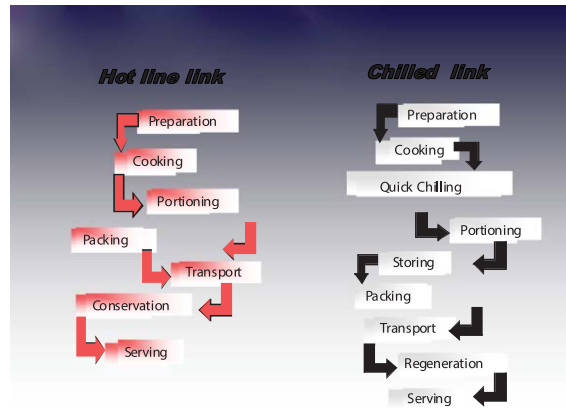 Hot line link
Preparation
Cooking
Portioning
Packing
Transport
Conservation
Serving
Chilled link
Preparation
Cooking
Quick Chilling
Portioning
Storing
Packing
Transport
Regeneration
Serving